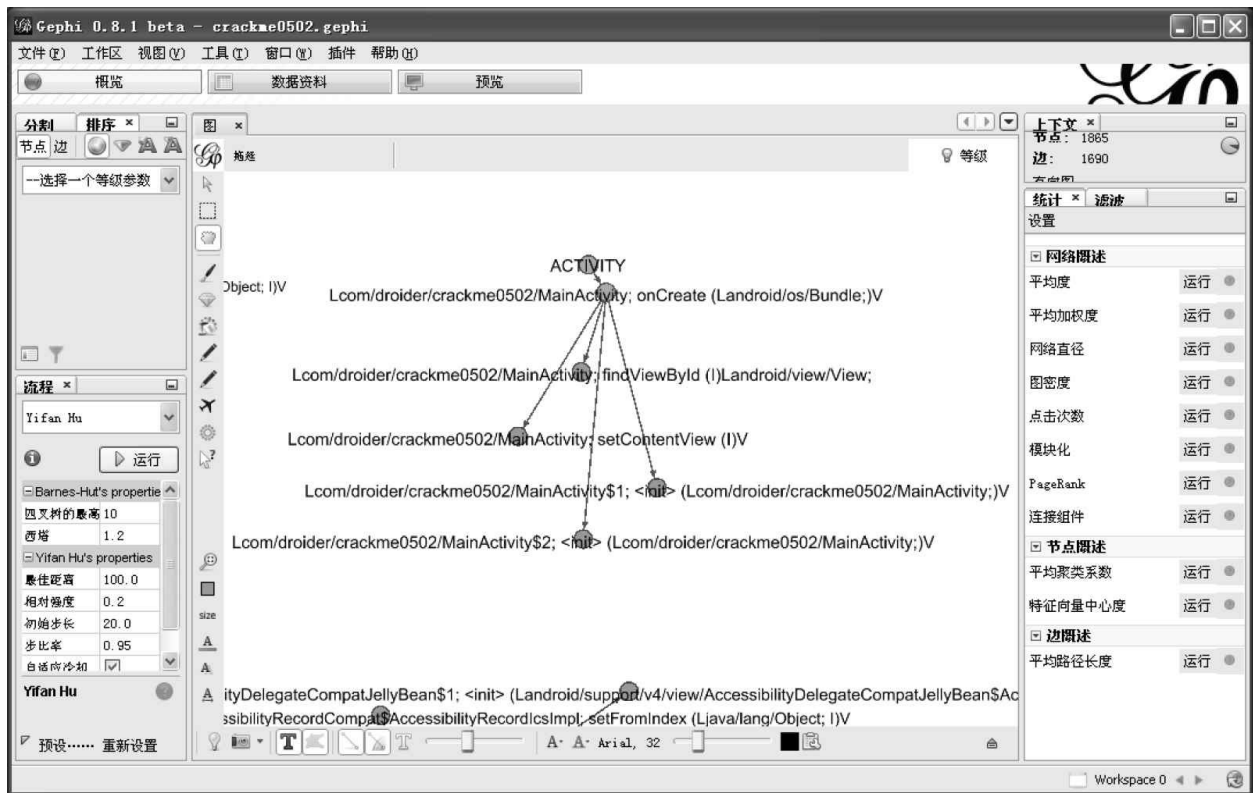 Gephi 0.8.1 beta - crackme0502.gephi
文件(F) 工作区 视图(V) 工具(T) 窗口(W) 插件 帮助(H)
概览 数据资料 预览
分割 排序 ×
节点 边
--选择一个等级参数
流程 ×
Yifan Hu
运行
Barnes-Hut's propertie
四叉树的最高 10
西塔 1.2
Yifan Hu's properties
最佳距离 100.0
相对强度 0.2
初始步长 20.0
步比率 0.95
自适应冷却
Yifan Hu
预设…… 重新设置
图 ×
拖拽
等级
size
ACTIVITY
Object; I)V
Lcom/droider/crackme0502/MainActivity; onCreate (Landroid/os/Bundle;)V
Lcom/droider/crackme0502/MainActivity; findViewById (I)Landroid/view/View;
Lcom/droider/crackme0502/MainActivity; setContentView (I)V
Lcom/droider/crackme0502/MainActivity$1; <init> (Lcom/droider/crackme0502/MainActivity;)V
Lcom/droider/crackme0502/MainActivity$2; <init> (Lcom/droider/crackme0502/MainActivity;)V
ityDelegateCompatJellyBean$1; <init> (Landroid/support/v4/view/AccessibilityDelegateCompatJellyBean$Ac
ssibilityRecordCompat$AccessibilityRecordIcsImpl; setFromIndex (Ljava/lang/Object; I)V
T T A- A- Arial, 32
上下文 ×
节点: 1865
边: 1690
有向图
统计 × 滤波
设置
网络概述
平均度 运行
平均加权度 运行
网络直径 运行
图密度 运行
点击次数 运行
模块化 运行
PageRank 运行
连接组件 运行
节点概述
平均聚类系数 运行
特征向量中心度 运行
边概述
平均路径长度 运行
Workspace 0